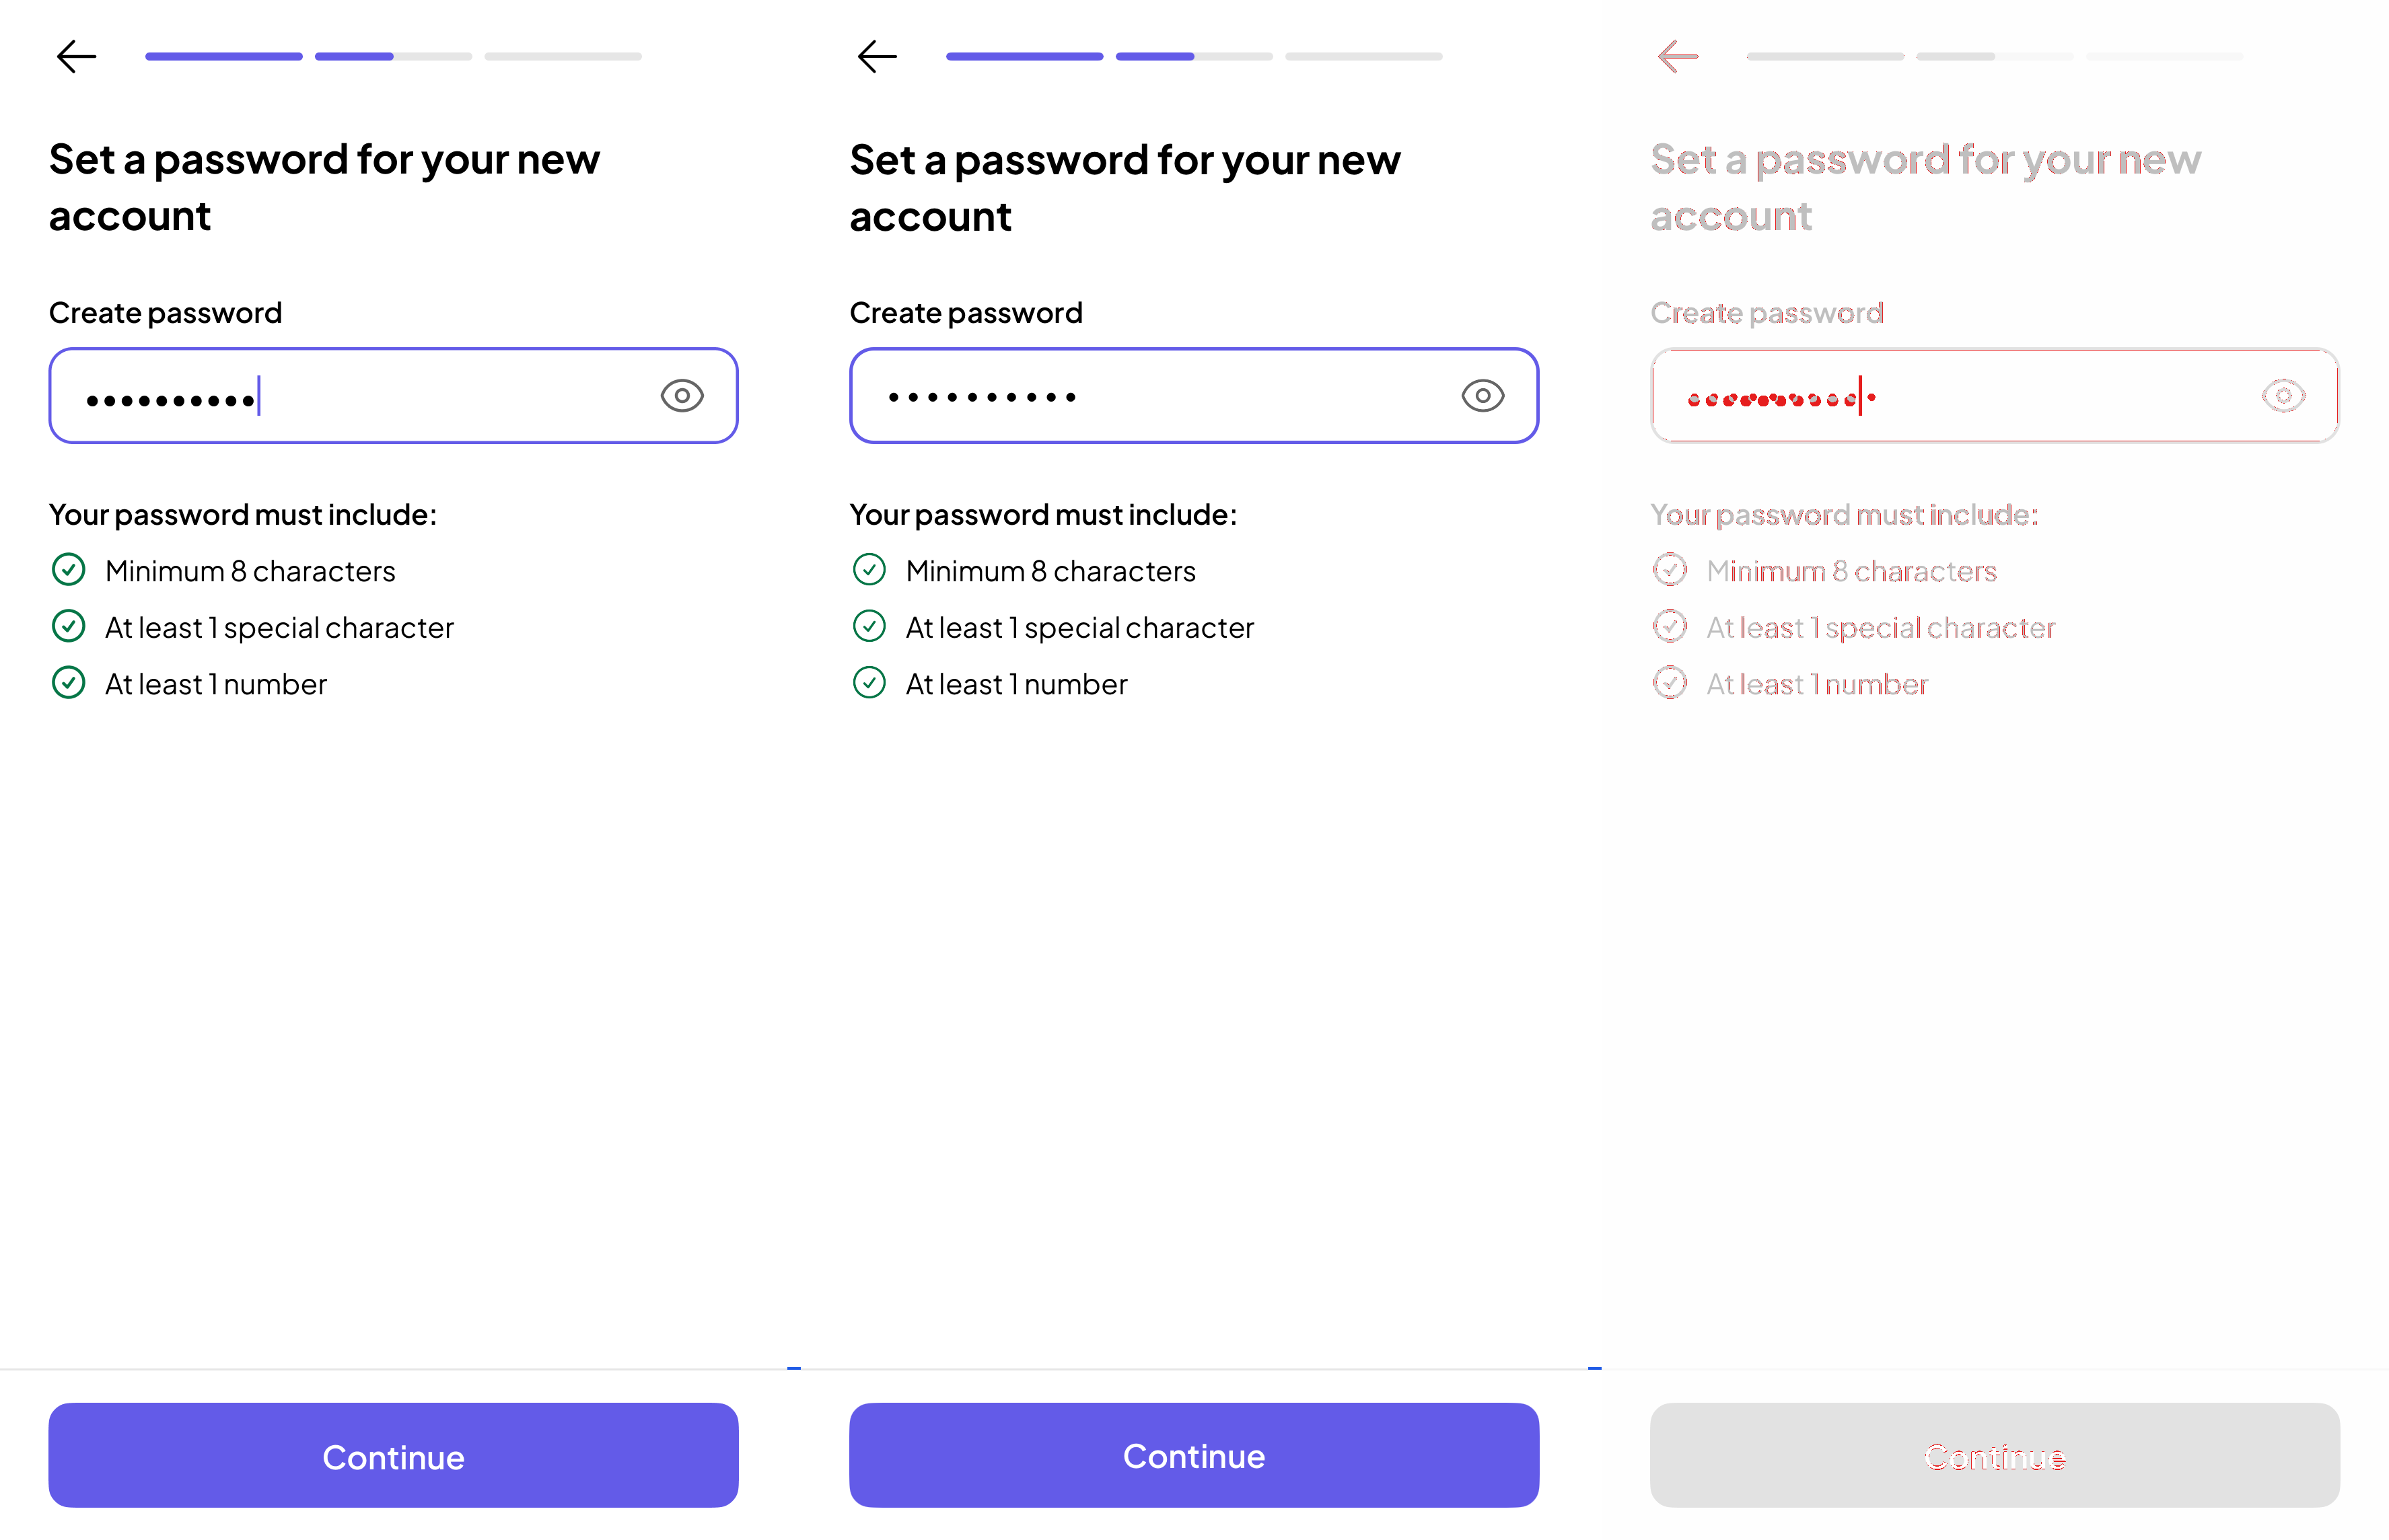 Set a password for your new
account
Create password
••••••••••
Your password must include:
Minimum 8 characters
At least 1 special character
At least 1 number
Continue
Set a password for your new
account
Create password
••••••••••
Your password must include:
Minimum 8 characters
At least 1 special character
At least 1 number
Continue
Set a password for your new
account
Create password
Your password must include:
Minimum 8 characters
At least 1 special character
At least 1 number
Continue